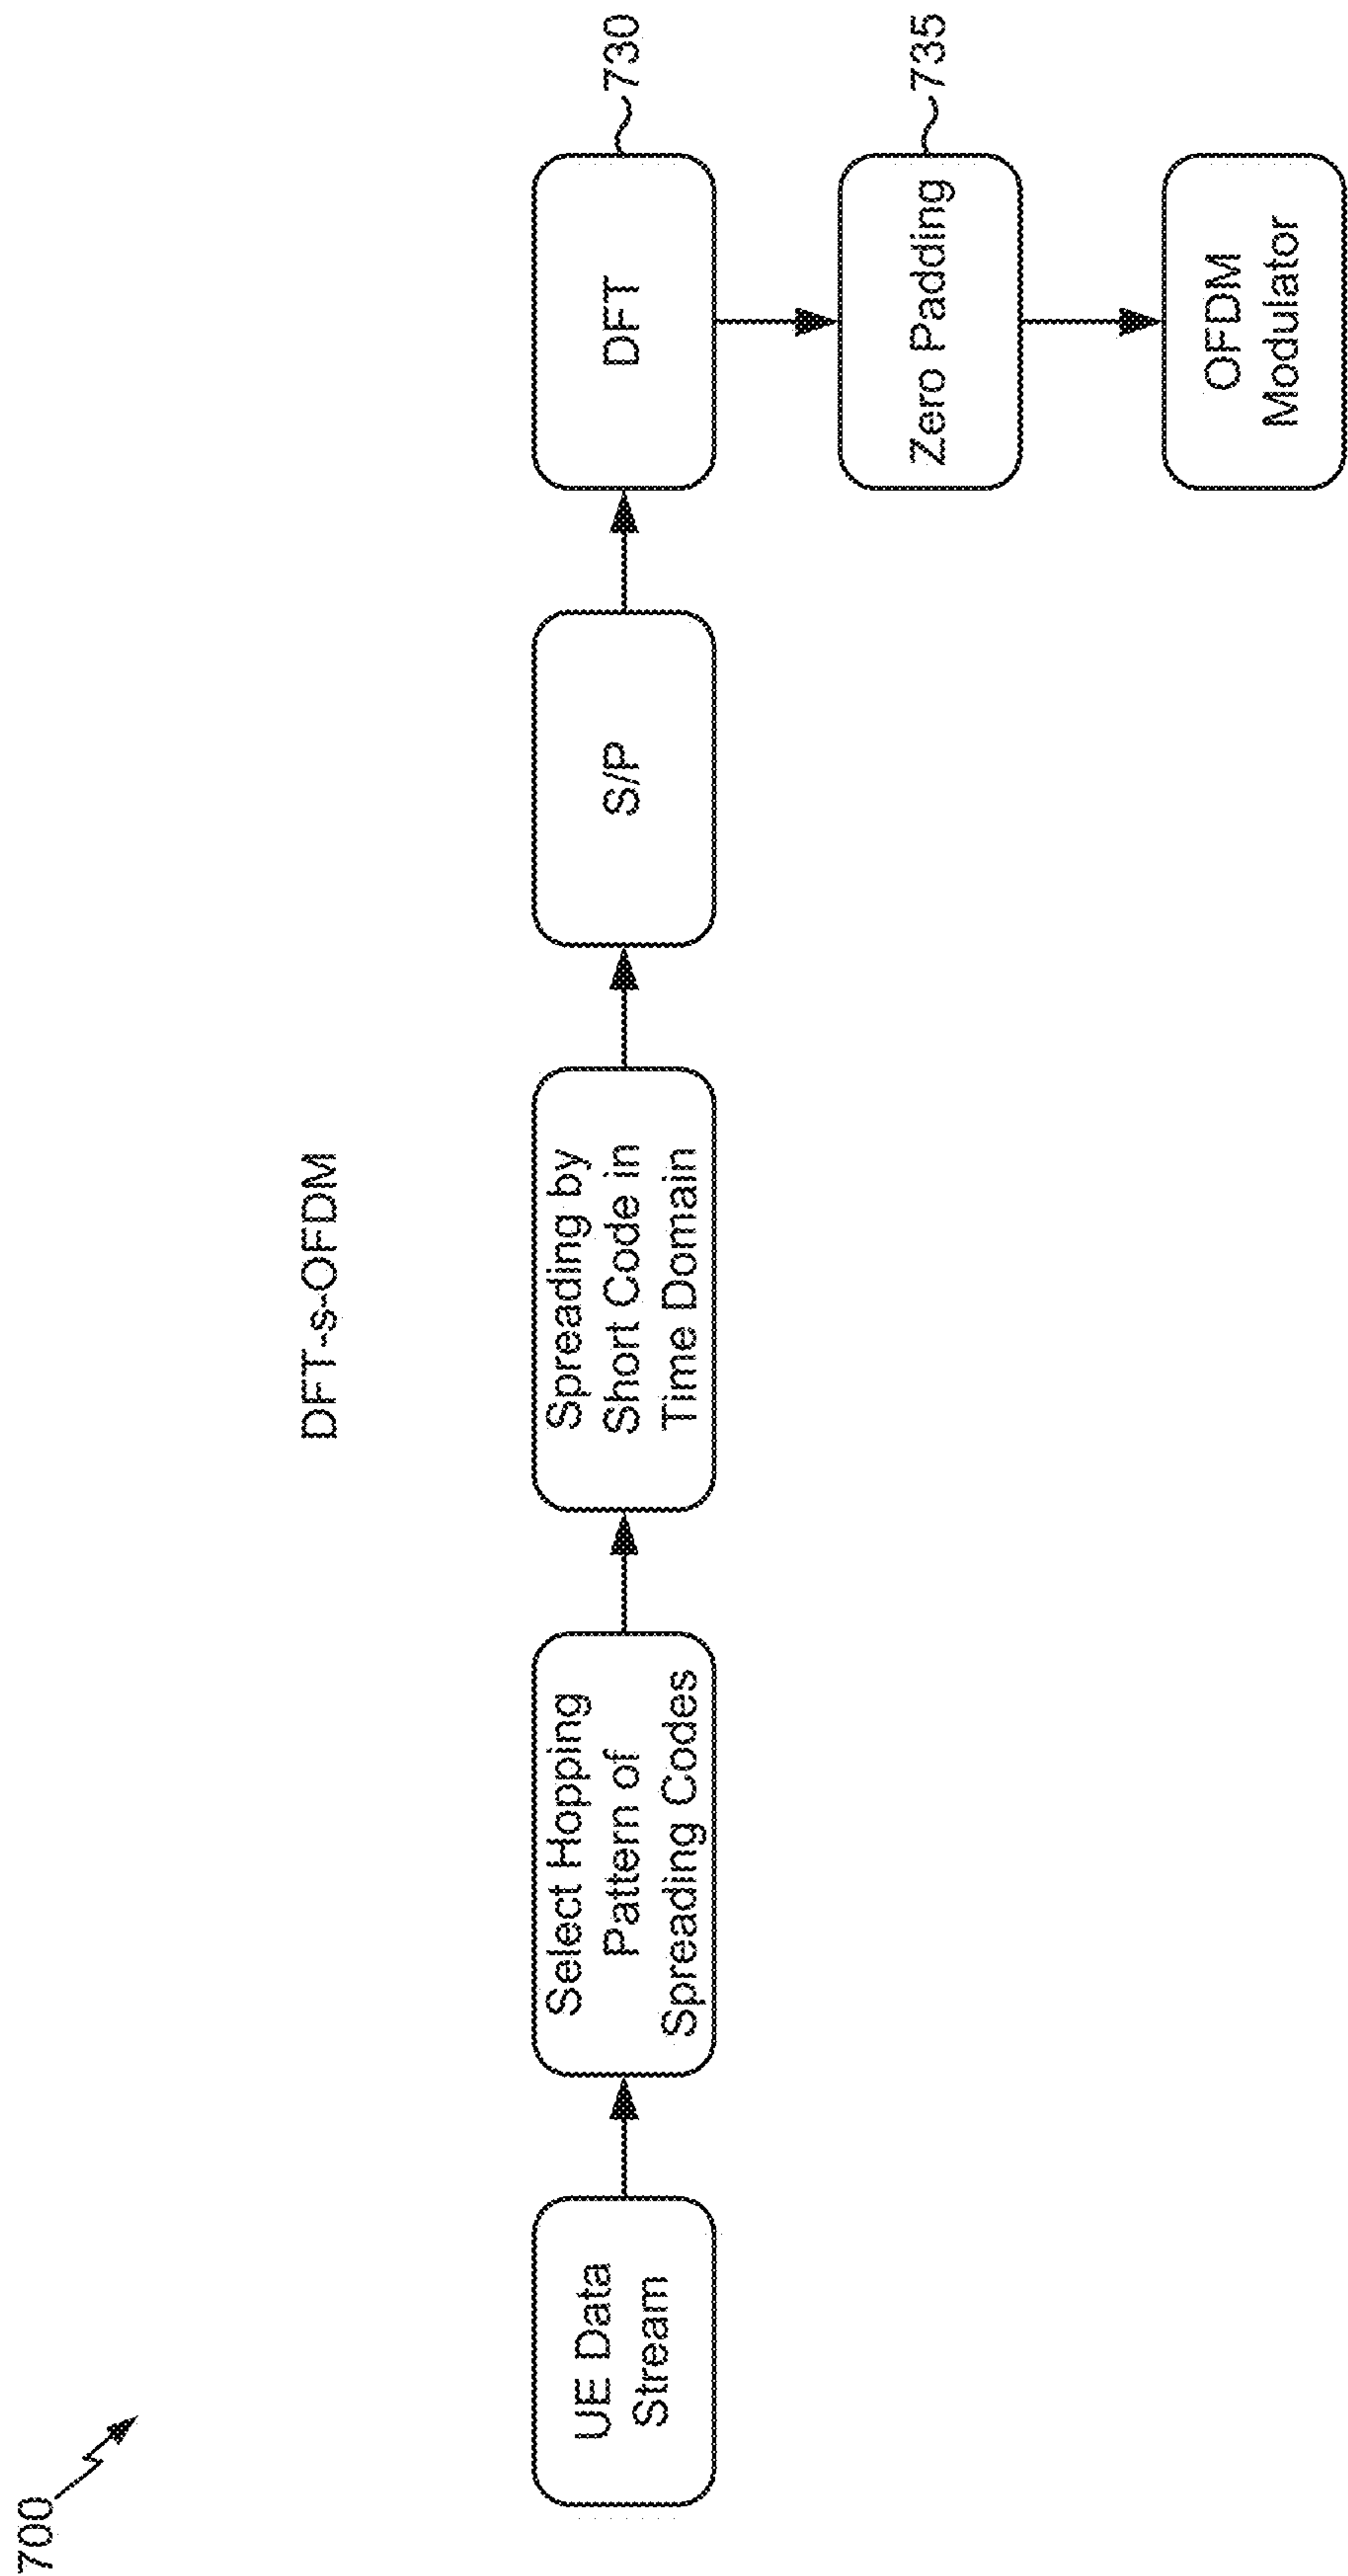 700
DFT-s-OFDM
UE Data
Stream
Select Hopping
Pattern of
Spreading Codes
Spreading by
Short Code in
Time Domain
S/P
DFT
730
Zero Padding
735
OFDM
Modulator